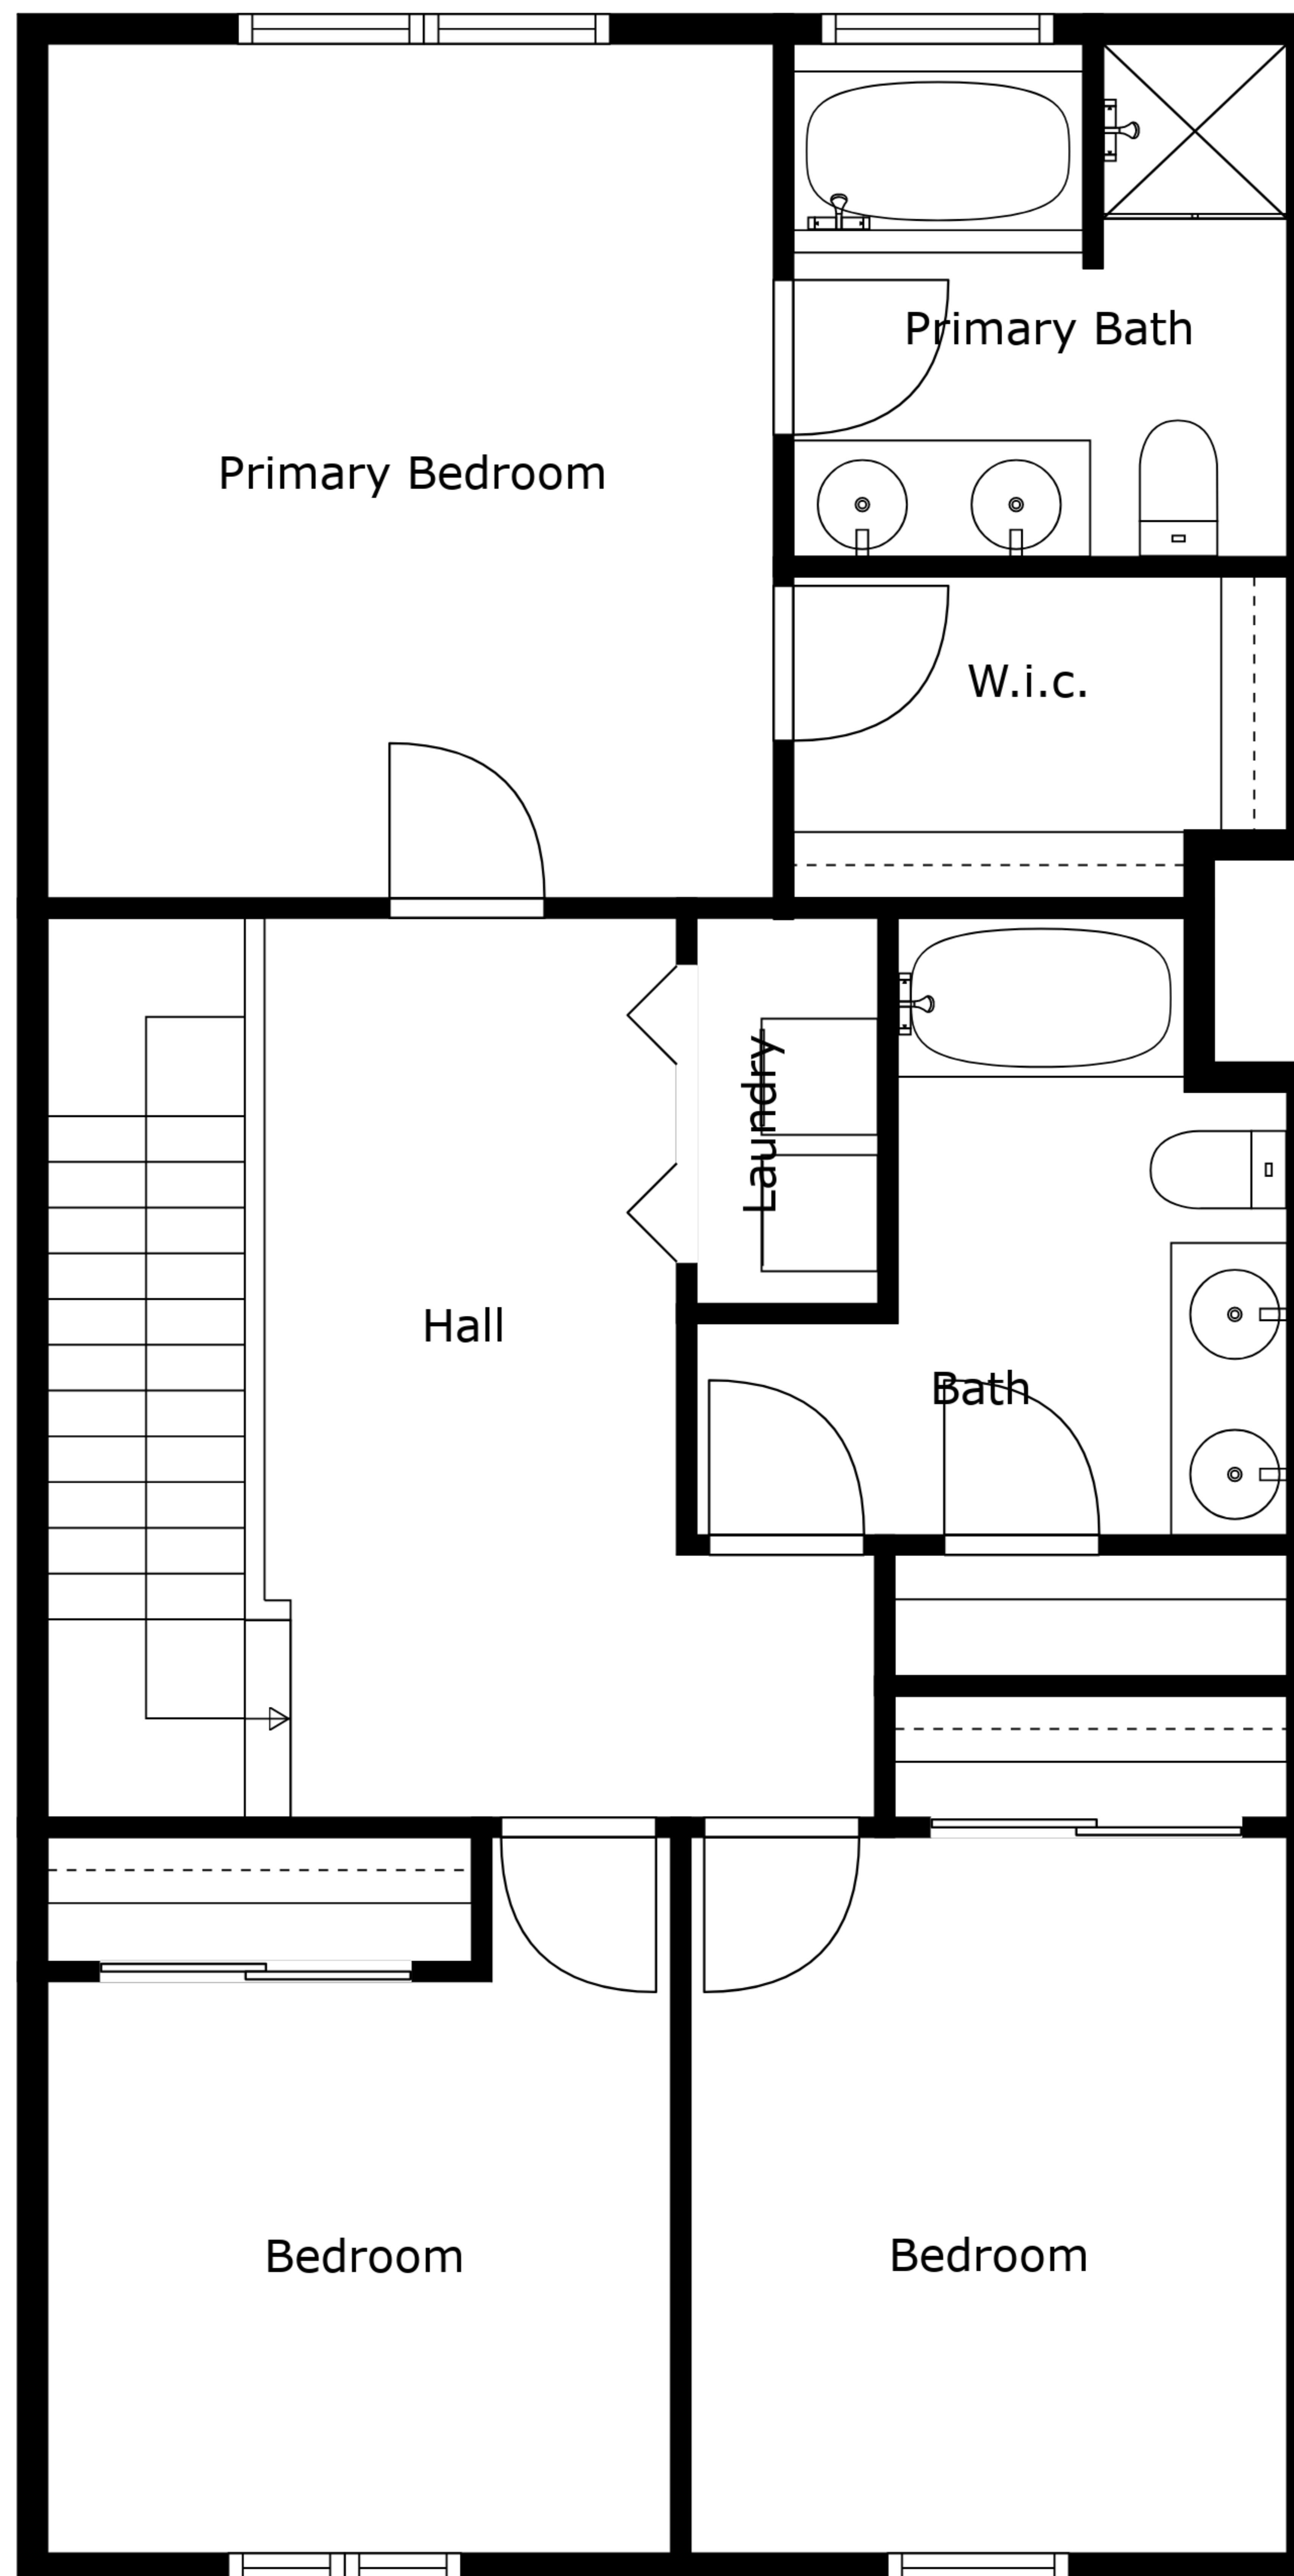 Primary Bath
Primary Bedroom
W.i.c.
Laundry
Hall
Bath
Bedroom
Bedroom